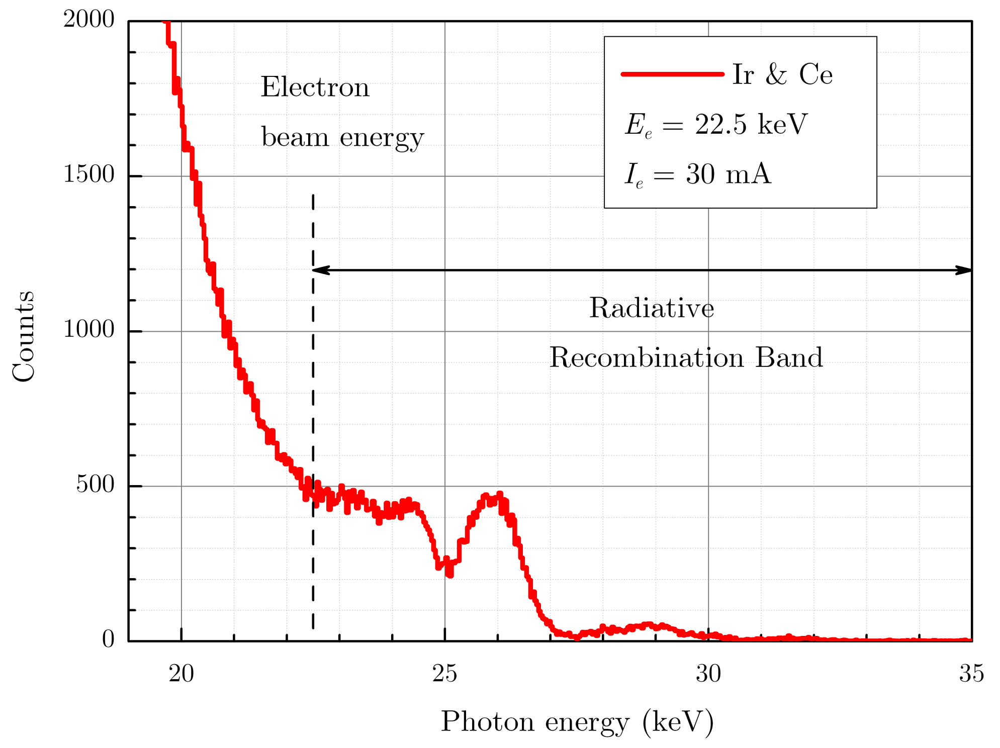 2000
1500
1000
500
0
Counts
Electron
beam energy
Ir & Ce
E_e = 22.5 keV
I_e = 30 mA
Radiative
Recombination Band
20 25 30 35
Photon energy (keV)